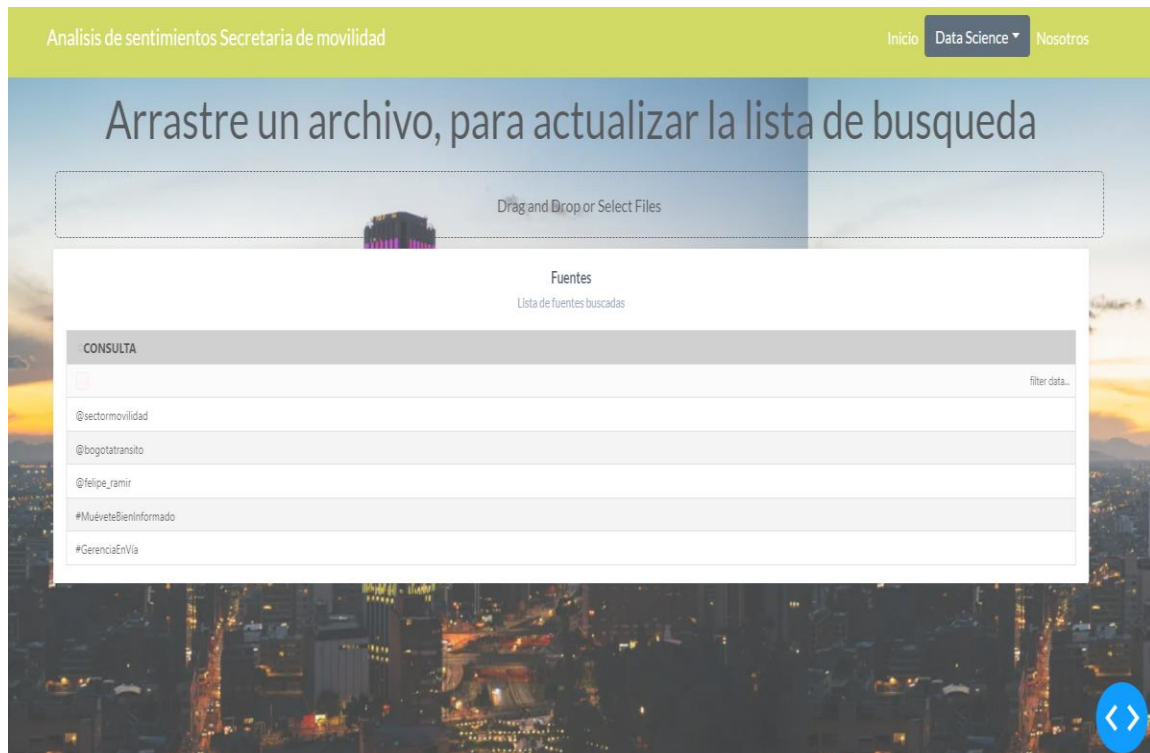 Analisis de sentimientos Secretaria de movilidad
Inicio Data Science Nosotros
Arrastre un archivo, para actualizar la lista de busqueda
Drag and Drop or Select Files
Fuentes
Lista de fuentes buscadas
CONSULTA
filter data...
@sectormovilidad
@bogotatransito
@felipe_ramir
#MuéveteBienInformado
#GerenciaEnVía